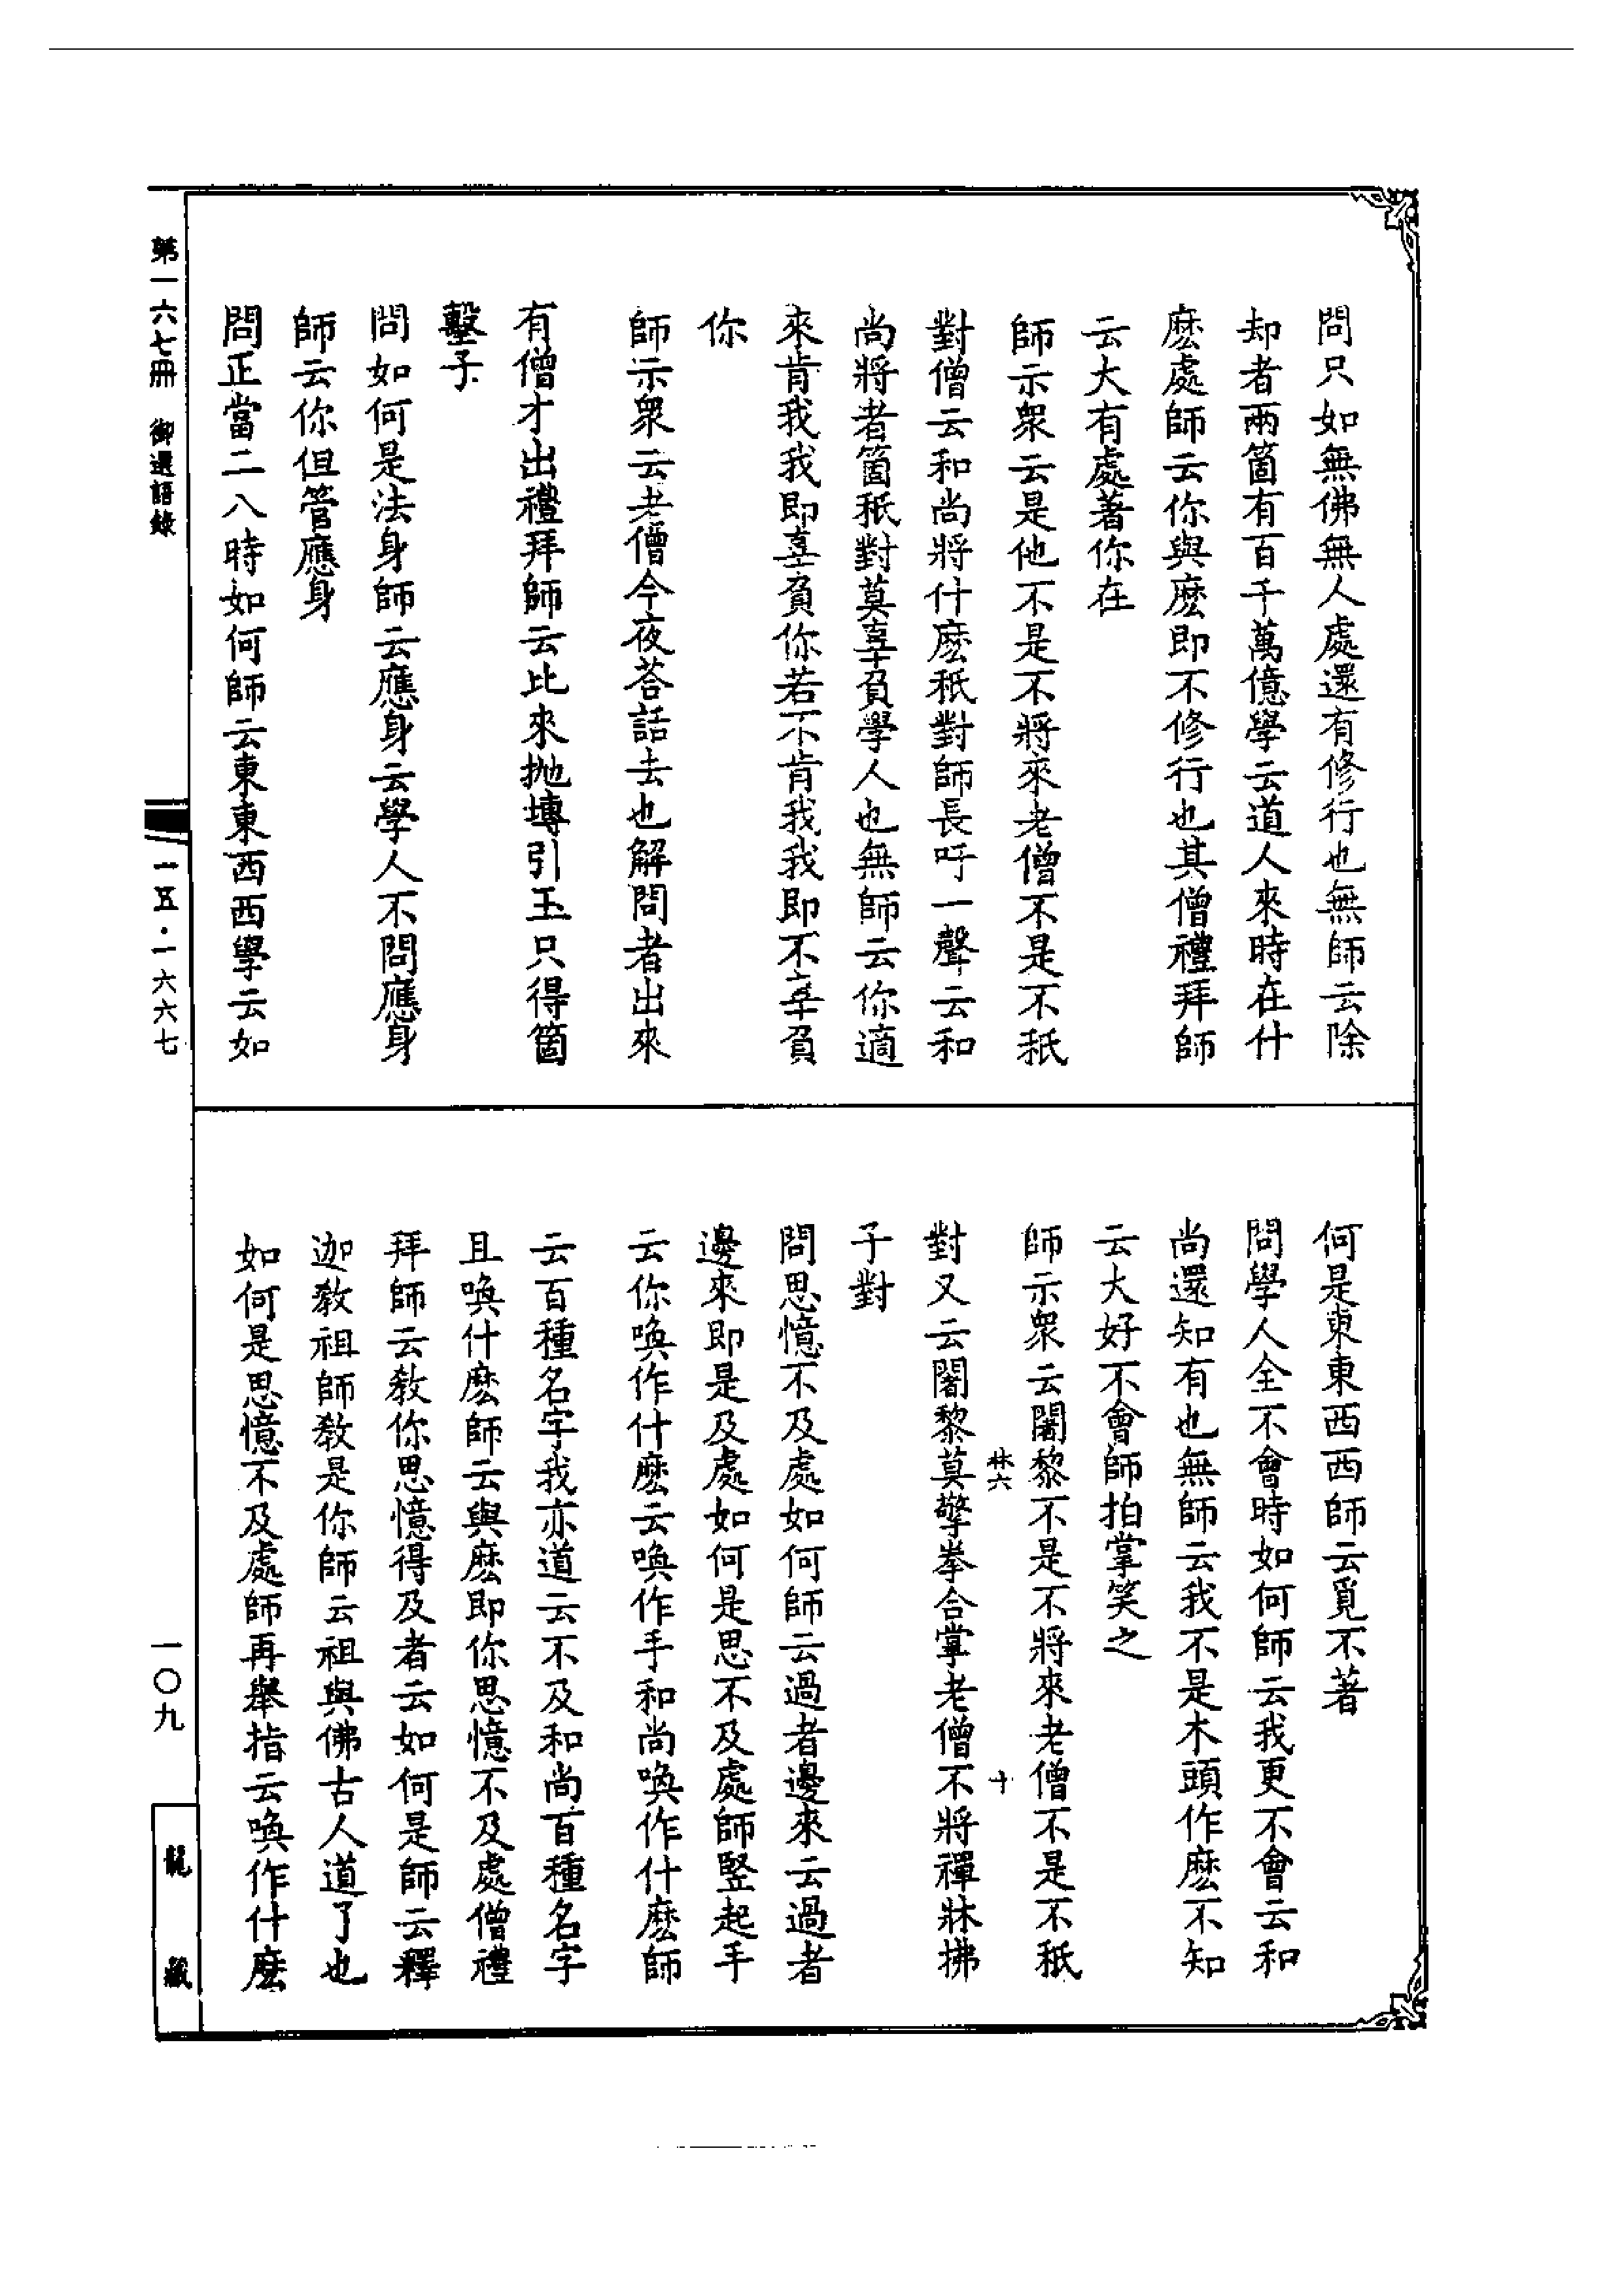 問只如無佛無人處還有修行也無師云除
却者兩箇有百千萬億學云道人來時在什
麽處師云你與麽即不修行也其僧禮拜師
云大有處著你在
師示衆云是他不是不將來老僧不是不秖
對僧云和尚將什麽秖對師長吁一聲云和
尚將者箇秖對莫辜負學人也無師云你適
來肯我我即辜負你若不肯我我即不辜負
你
師示衆云老僧今夜荅話去也解問者出來
有僧才出禮拜師云比來抛塼引玉只得箇
墼子
問如何是法身師云應身云學人不問應身
師云你但管應身
問正當二八時如何師云東東西西學云如
何是東東西西師云覓不著
問學人全不會時如何師云我更不會云和
尚還知有也無師云我不是木頭作麽不知
云大好不會師拍掌笑之
師示衆云闍黎不是不將來老僧不是不秖
林六
十
對又云闍黎莫擎拳合掌老僧不將禪牀拂
子對
問思憶不及處如何師云過者邊來云過者
邊來即是及處如何是思不及處師竪起手
云你喚作什麽云喚作手和尚喚作什麽師
云百種名字我亦道云不及和尚百種名字
且喚什麽師云與麽即你思憶不及處僧禮
拜師云教你思憶得及者云如何是師云釋
迦教祖師教是你師云祖與佛古人道了也
如何是思憶不及處師再舉指云喚作什麽
第一六七冊　御選語錄
一五·一六六七
一〇九
龍藏